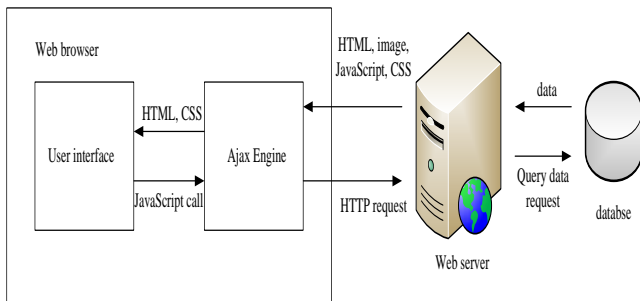 Web browser
HTML, image,
JavaScript, CSS
data
HTML, CSS
User interface
Ajax Engine
JavaScript call
HTTP request
Query data
request
Web server
databse